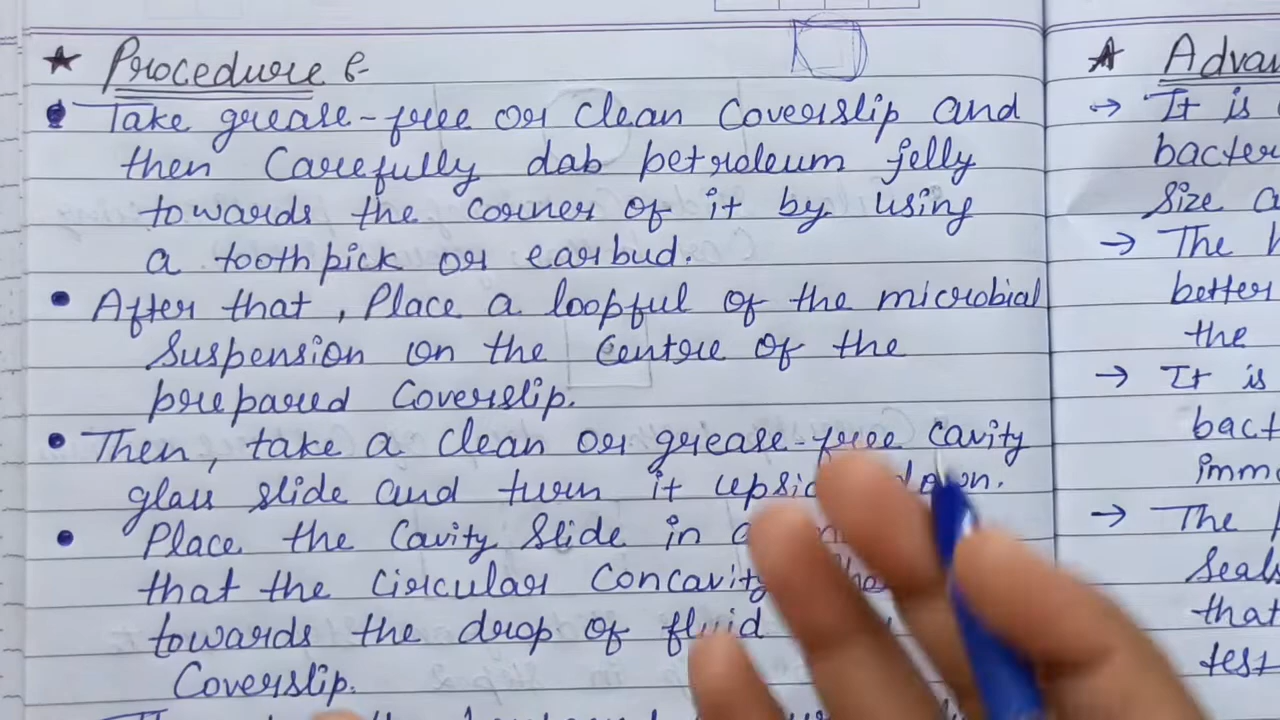 ★ Procedure :-
• Take grease-free or clean Coverslip and
then Carefully dab petroleum jelly
towards the corner of it by using
a toothpick or earbud.
• After that, Place a loopful of the microbial
Suspension on the Centre of the
prepared Coverslip.
• Then, take a clean or grease-free cavity
glass slide and turn it upside down.
• Place the Cavity Slide in a
that the Circular Concavity
towards the drop of fluid
Coverslip.
★
→ It is
bacter
Size a
→ The
better
the
→ It is
bact
imm
→ The
Seals
that
test